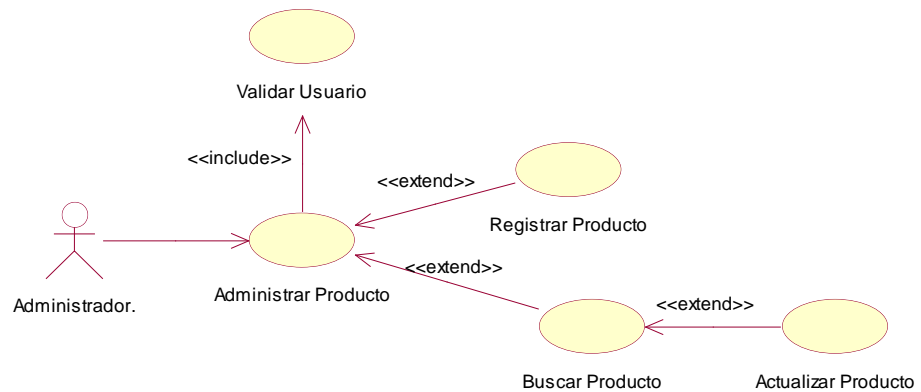 Validar Usuario
<<include>>
<<extend>>
Registrar Producto
Administrador.
Administrar Producto
<<extend>>
<<extend>>
Buscar Producto
Actualizar Producto